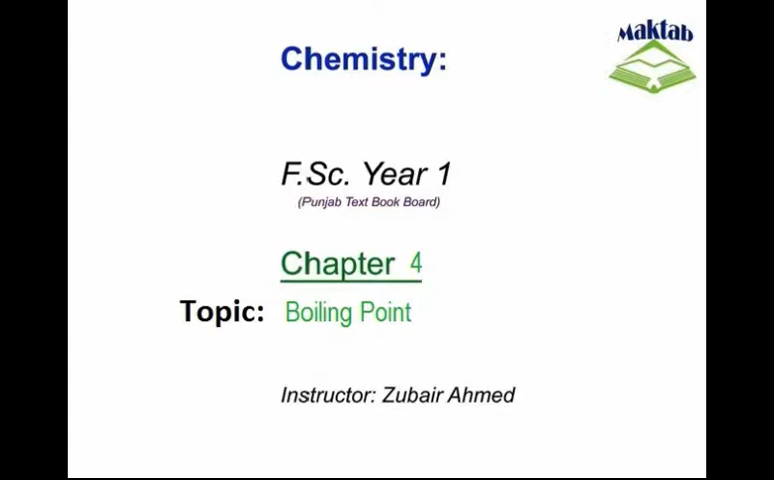 Maktab
Chemistry:
F.Sc. Year 1
(Punjab Text Book Board)
Chapter 4
Topic: Boiling Point
Instructor: Zubair Ahmed